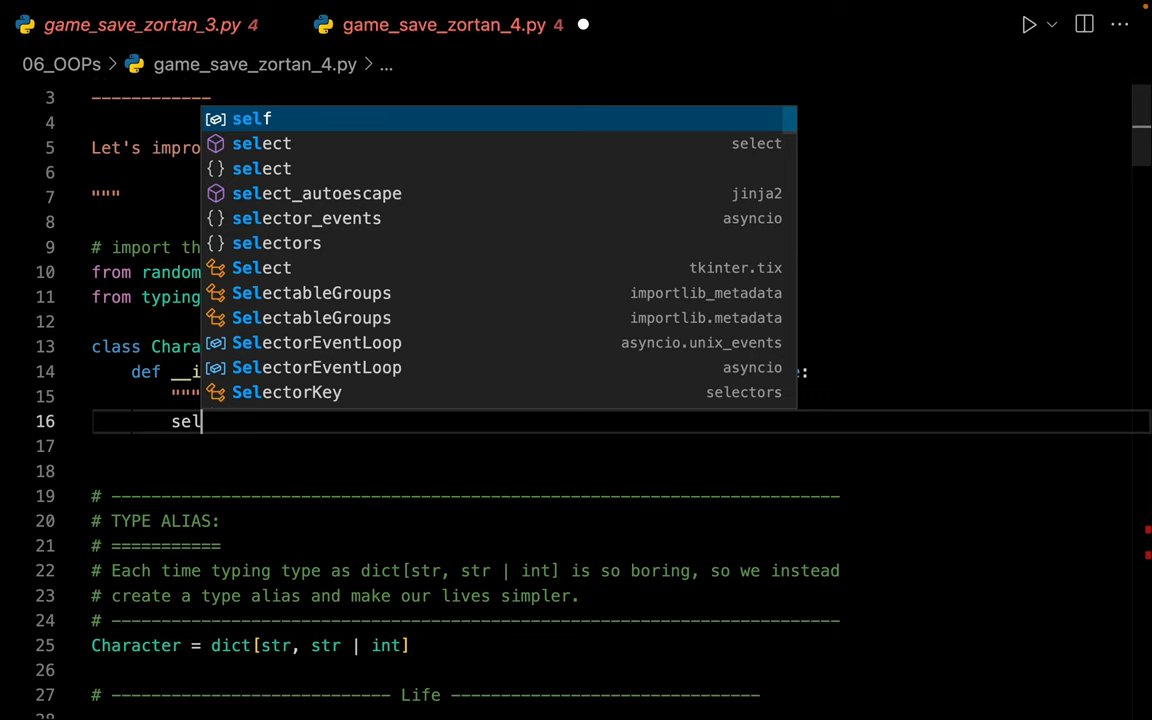 game_save_zortan_3.py 4 game_save_zortan_4.py 4
06_OOPs > game_save_zortan_4.py > ...
3 ------------
4
5 Let's impro
6
7 """
8
9 # import th
10 from random
11 from typing
12
13 class Chara
14 def __i :
15 """
16 sel
17
18
self
select select
select
select_autoescape jinja2
selector_events asyncio
selectors
Select tkinter.tix
SelectableGroups importlib_metadata
SelectableGroups importlib.metadata
SelectorEventLoop asyncio.unix_events
SelectorEventLoop asyncio
SelectorKey selectors
19 # -------------------------------------------------------------------------
20 # TYPE ALIAS:
21 # ===========
22 # Each time typing type as dict[str, str | int] is so boring, so we instead
23 # create a type alias and make our lives simpler.
24 # -------------------------------------------------------------------------
25 Character = dict[str, str | int]
26
27 # ---------------------------- Life -------------------------------